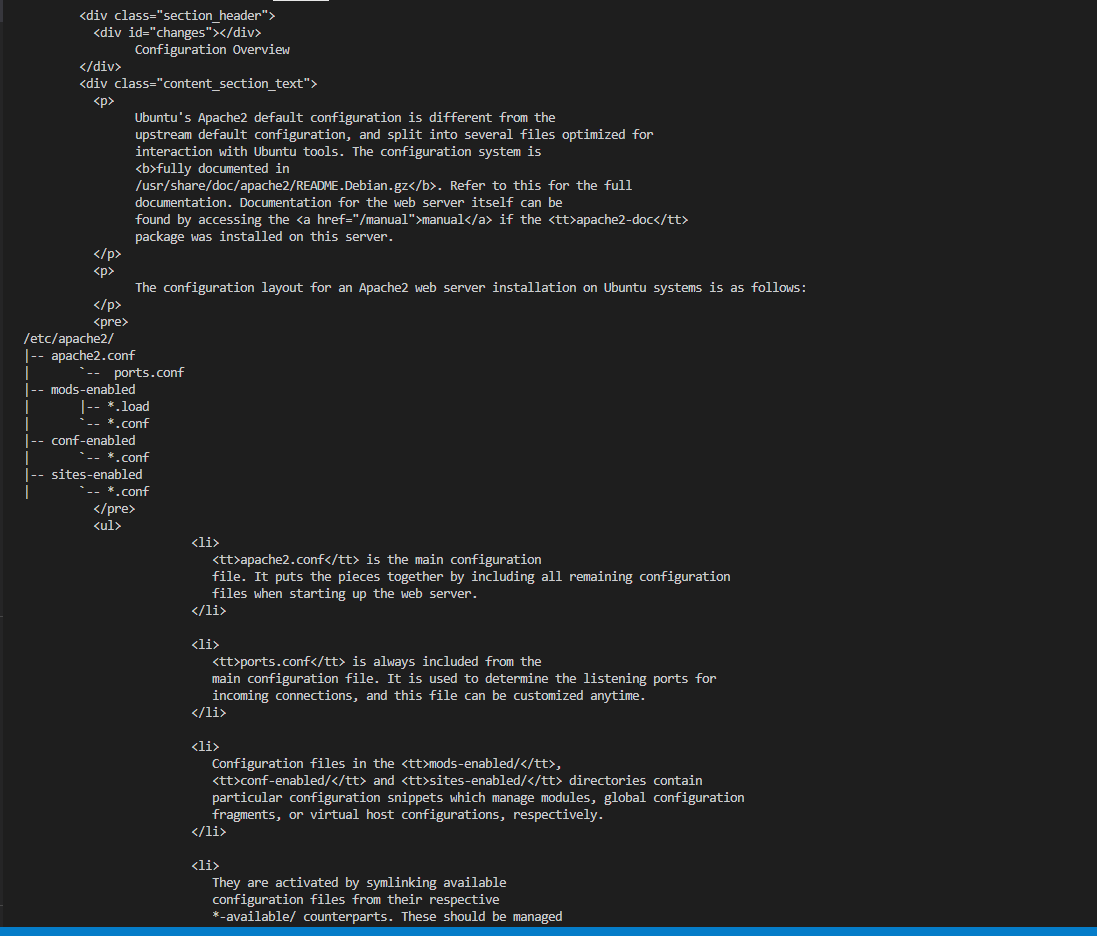 <div class="section_header">
<div id="changes"></div>
Configuration Overview
</div>
<div class="content_section_text">
<p>
Ubuntu's Apache2 default configuration is different from the
upstream default configuration, and split into several files optimized for
interaction with Ubuntu tools. The configuration system is
<b>fully documented in
/usr/share/doc/apache2/README.Debian.gz</b>. Refer to this for the full
documentation. Documentation for the web server itself can be
found by accessing the <a href="/manual">manual</a> if the <tt>apache2-doc</tt>
package was installed on this server.
</p>
<p>
The configuration layout for an Apache2 web server installation on Ubuntu systems is as follows:
</p>
<pre>
/etc/apache2/
|-- apache2.conf
|       `--  ports.conf
|-- mods-enabled
|       |-- *.load
|       `-- *.conf
|-- conf-enabled
|       `-- *.conf
|-- sites-enabled
|       `-- *.conf
</pre>
<ul>
<li>
<tt>apache2.conf</tt> is the main configuration
file. It puts the pieces together by including all remaining configuration
files when starting up the web server.
</li>
<li>
<tt>ports.conf</tt> is always included from the
main configuration file. It is used to determine the listening ports for
incoming connections, and this file can be customized anytime.
</li>
<li>
Configuration files in the <tt>mods-enabled/</tt>,
<tt>conf-enabled/</tt> and <tt>sites-enabled/</tt> directories contain
particular configuration snippets which manage modules, global configuration
fragments, or virtual host configurations, respectively.
</li>
<li>
They are activated by symlinking available
configuration files from their respective
*-available/ counterparts. These should be managed